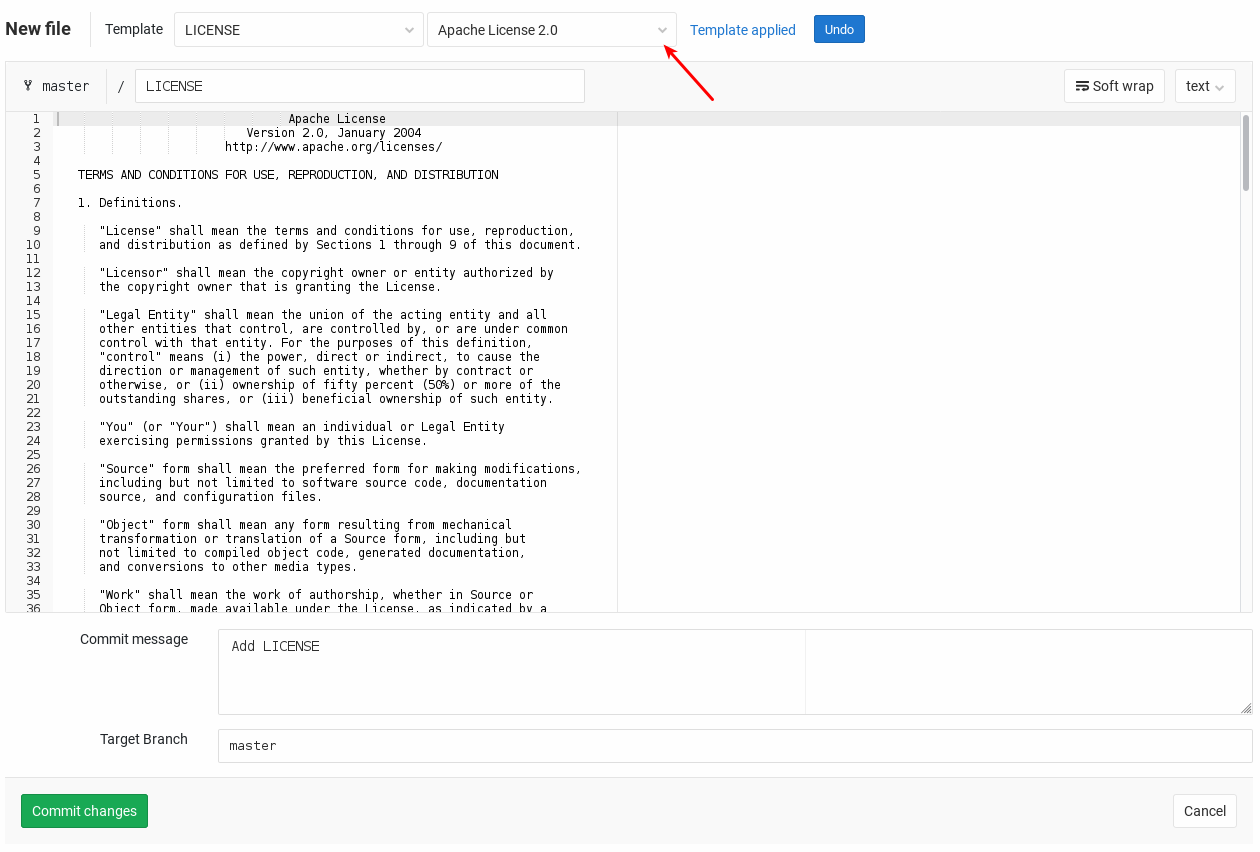 New file Template LICENSE Apache License 2.0 Template applied Undo
master / LICENSE Soft wrap text
1 Apache License
2 Version 2.0, January 2004
3 http://www.apache.org/licenses/
4
5 TERMS AND CONDITIONS FOR USE, REPRODUCTION, AND DISTRIBUTION
6
7 1. Definitions.
8
9 "License" shall mean the terms and conditions for use, reproduction,
10 and distribution as defined by Sections 1 through 9 of this document.
11
12 "Licensor" shall mean the copyright owner or entity authorized by
13 the copyright owner that is granting the License.
14
15 "Legal Entity" shall mean the union of the acting entity and all
16 other entities that control, are controlled by, or are under common
17 control with that entity. For the purposes of this definition,
18 "control" means (i) the power, direct or indirect, to cause the
19 direction or management of such entity, whether by contract or
20 otherwise, or (ii) ownership of fifty percent (50%) or more of the
21 outstanding shares, or (iii) beneficial ownership of such entity.
22
23 "You" (or "Your") shall mean an individual or Legal Entity
24 exercising permissions granted by this License.
25
26 "Source" form shall mean the preferred form for making modifications,
27 including but not limited to software source code, documentation
28 source, and configuration files.
29
30 "Object" form shall mean any form resulting from mechanical
31 transformation or translation of a Source form, including but
32 not limited to compiled object code, generated documentation,
33 and conversions to other media types.
34
35 "Work" shall mean the work of authorship, whether in Source or
36 Object form, made available under the License, as indicated by a
Commit message Add LICENSE
Target Branch master
Commit changes Cancel